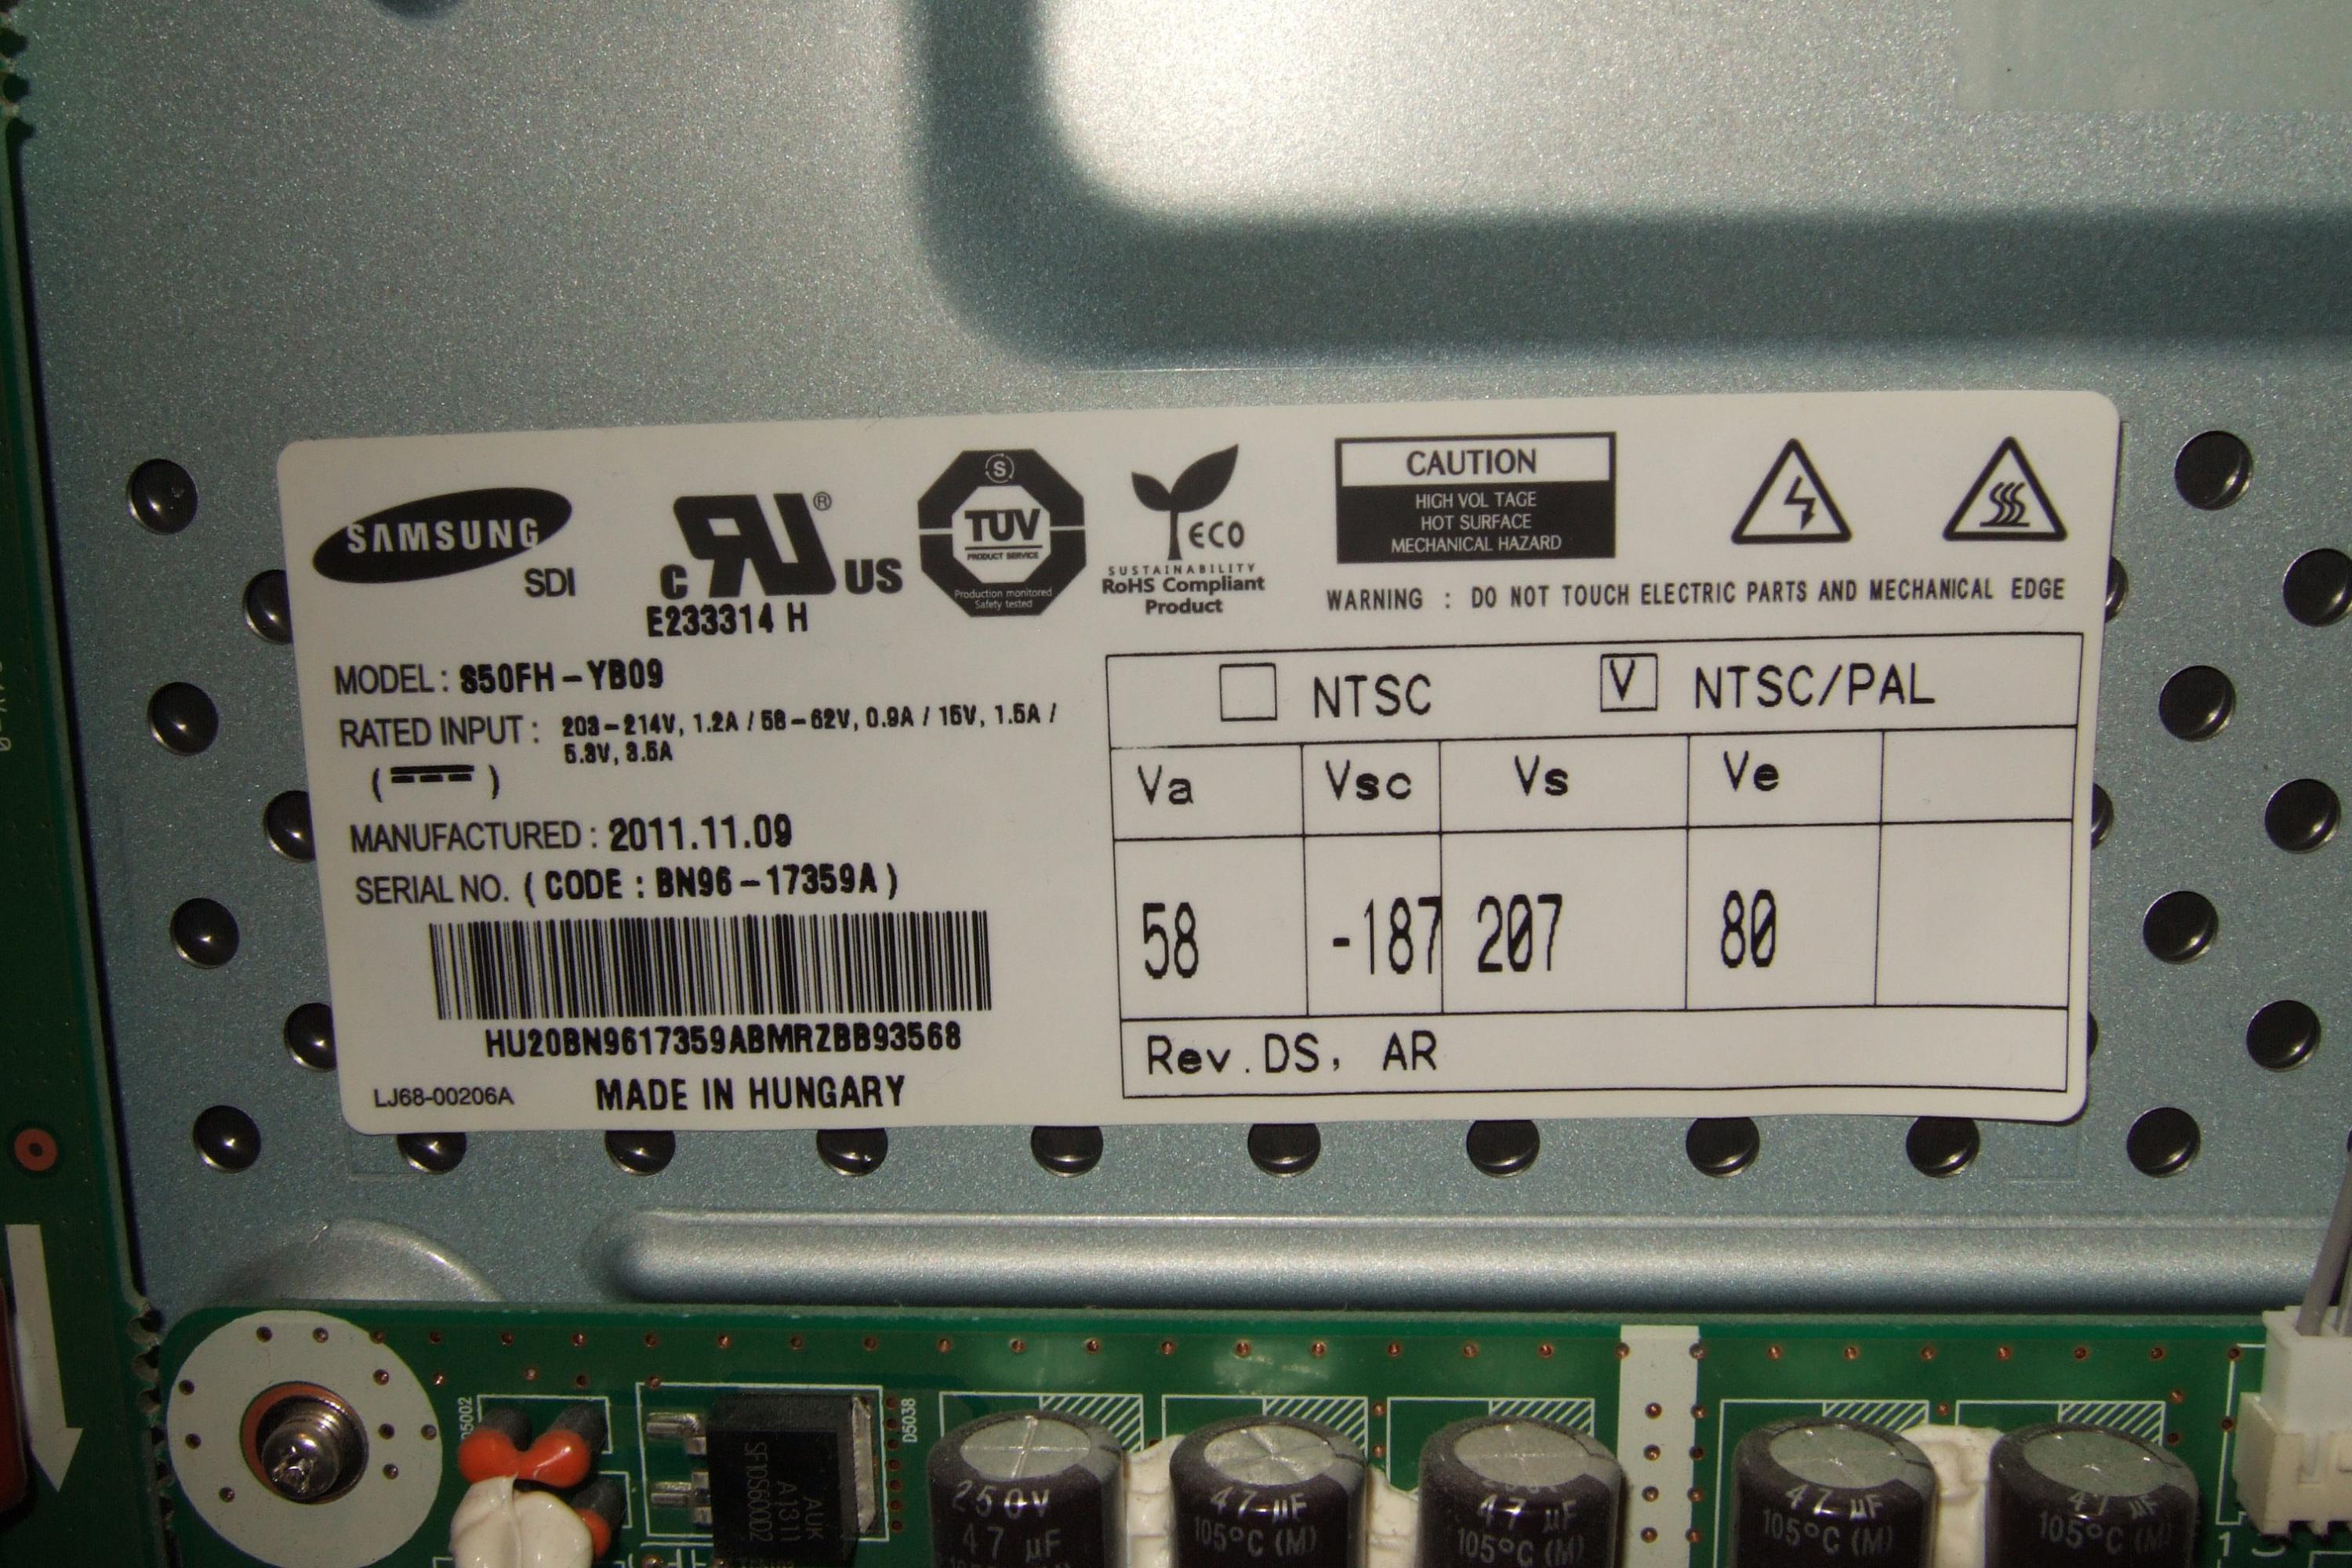 SAMSUNG
SDI
C UR® US
E233314 H
S
TUV
PRODUCT SERVICE
Production monitored
Safety tested
ECO
SUSTAINABILITY
RoHS Compliant
Product
CAUTION
HIGH VOL TAGE
HOT SURFACE
MECHANICAL HAZARD
WARNING : DO NOT TOUCH ELECTRIC PARTS AND MECHANICAL EDGE
MODEL : S50FH-YB09
RATED INPUT : 203-214V, 1.2A / 58-62V, 0.9A / 15V, 1.5A /
5.3V, 3.5A
MANUFACTURED : 2011.11.09
SERIAL NO. ( CODE : BN96-17359A )
HU20BN9617359ABMRZBB93568
LJ68-00206A
MADE IN HUNGARY
NTSC V NTSC/PAL
Va Vsc Vs Ve
58 -187 207 80
Rev.DS, AR
D5002
D5038
SFDS600D2
A1311
AUK
250V
47 µF
47 µF
105°C (M)
47 µF
105°C (M)
47 µF
105°C (M)
47 µF
105°C (M)
1